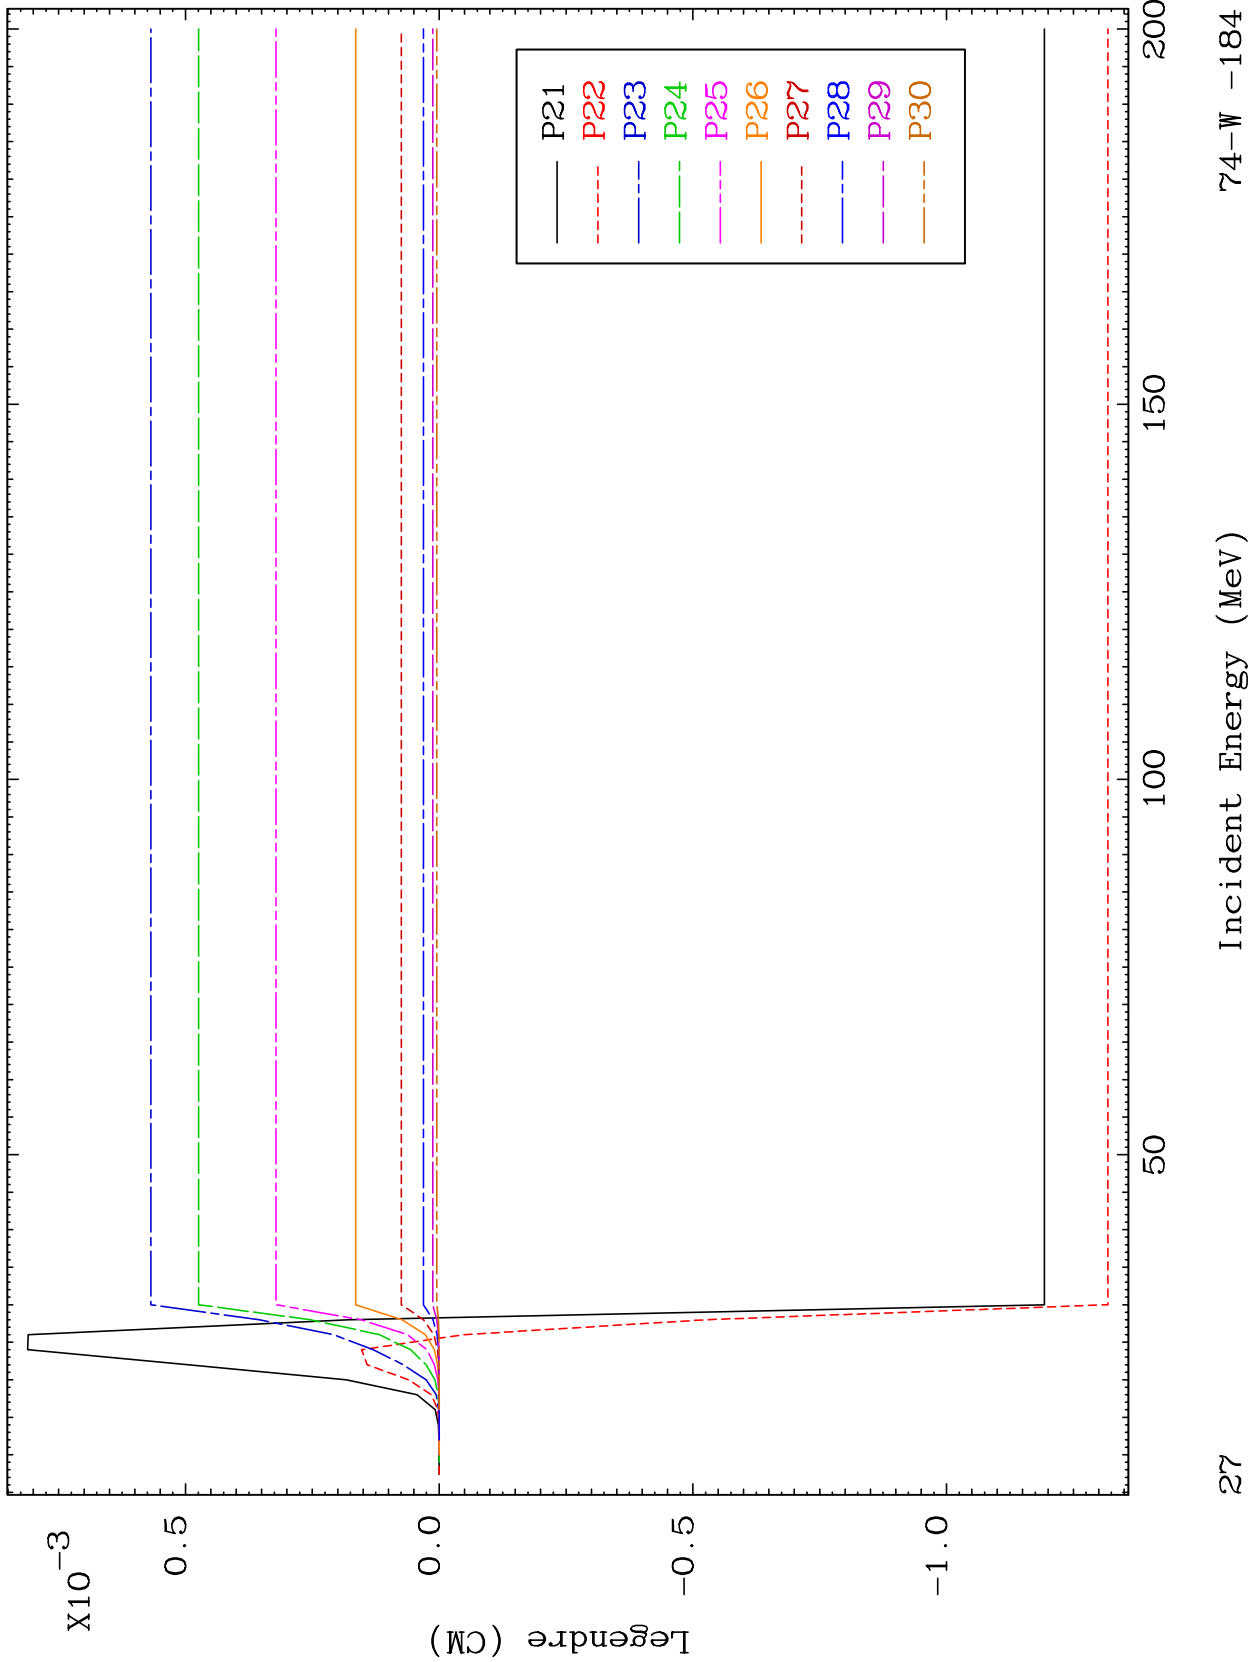 X10-3
0.5
0.0
-0.5
-1.0
Legendre (CM)
P21
P22
P23
P24
P25
P26
P27
P28
P29
P30
50
100
150
200
27
Incident Energy (MeV)
74-W -184